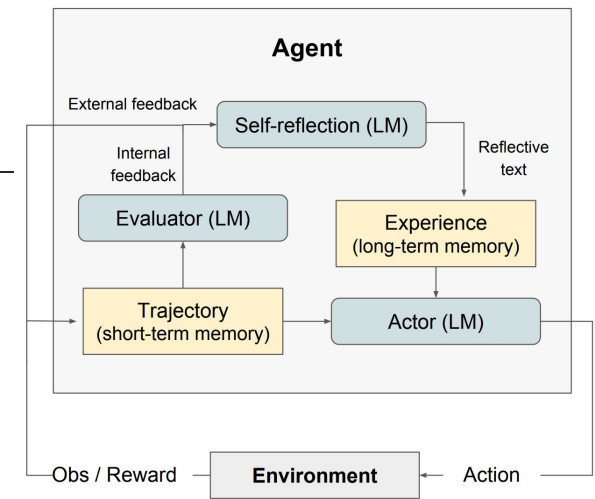 Agent
External feedback
Self-reflection (LM)
Internal
feedback
Reflective
text
Evaluator (LM)
Experience
(long-term memory)
Trajectory
(short-term memory)
Actor (LM)
Obs / Reward
Environment
Action